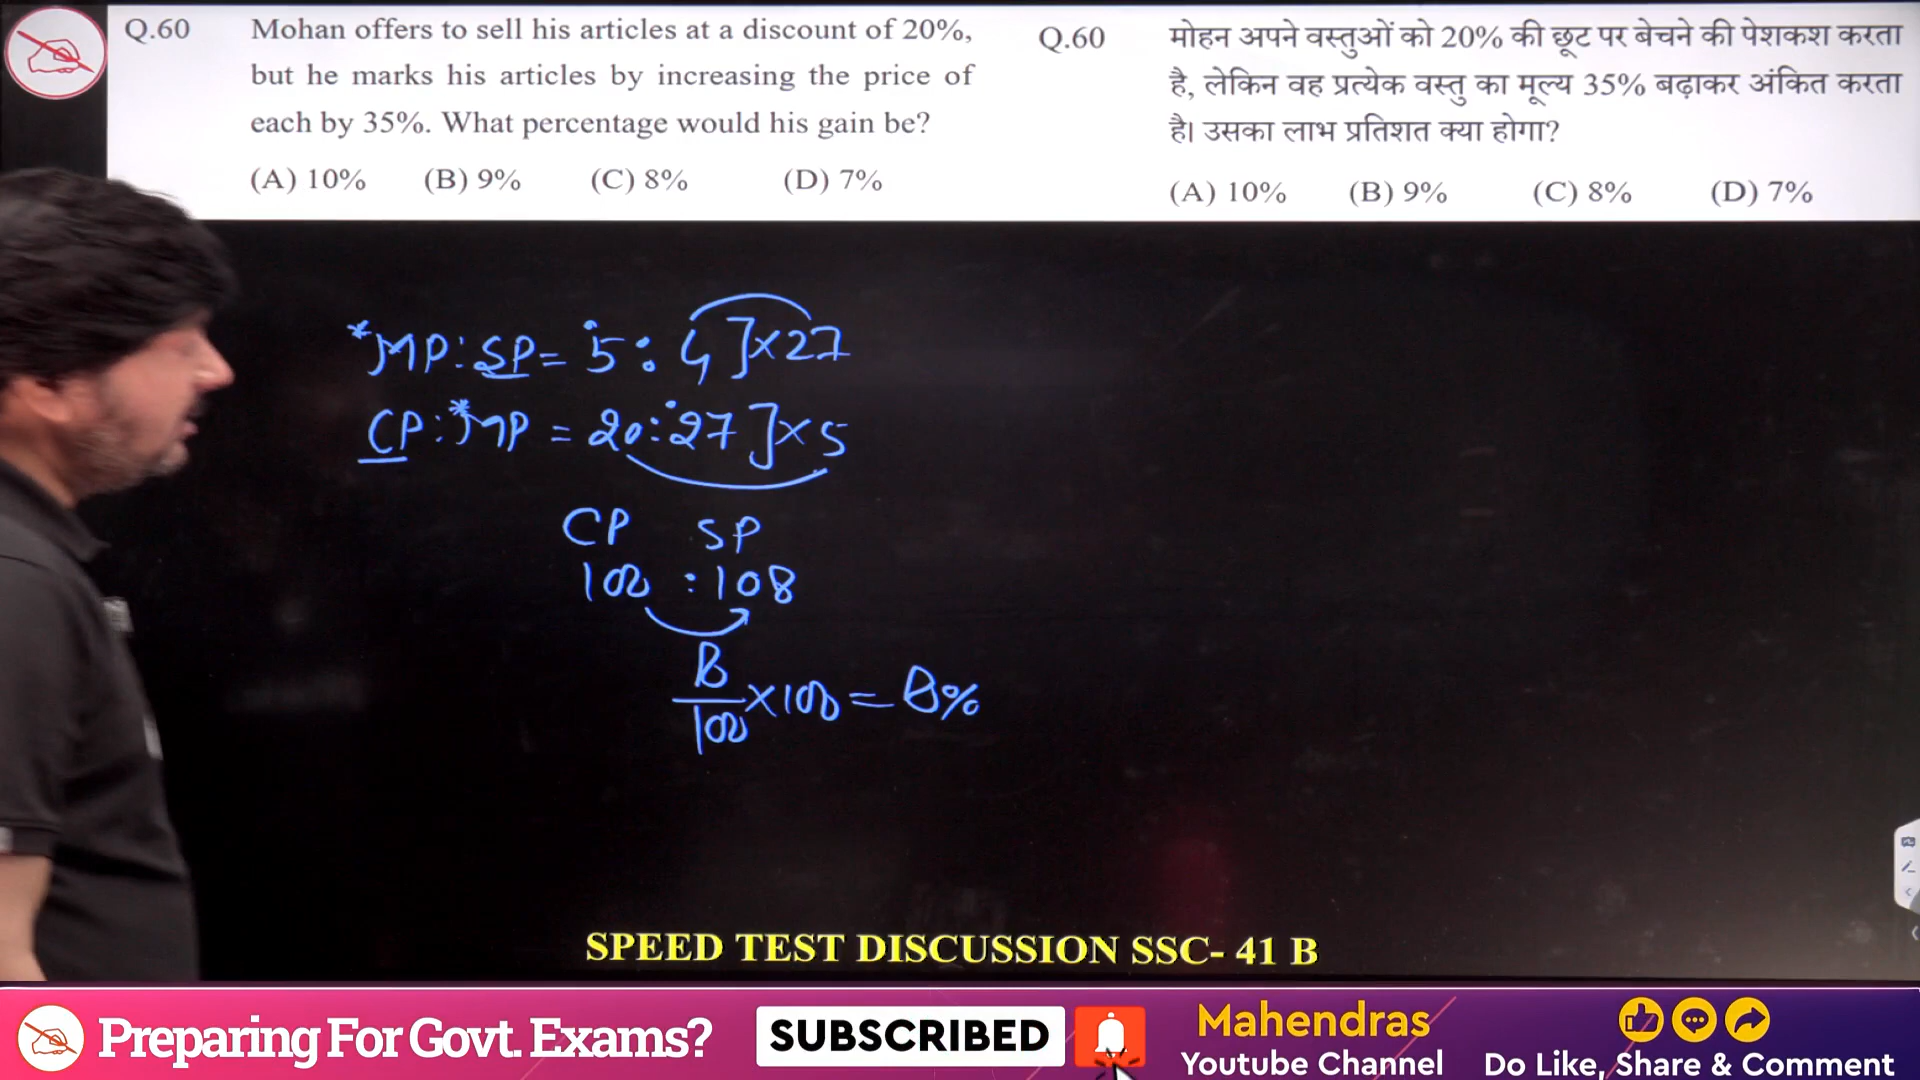 Q.60 Mohan offers to sell his articles at a discount of 20%,
but he marks his articles by increasing the price of
each by 35%. What percentage would his gain be?
(A) 10% (B) 9% (C) 8% (D) 7%
Q.60 मोहन अपने वस्तुओं को 20% की छूट पर बेचने की पेशकश करता
है, लेकिन वह प्रत्येक वस्तु का मूल्य 35% बढ़ाकर अंकित करता
है। उसका लाभ प्रतिशत क्या होगा?
(A) 10% (B) 9% (C) 8% (D) 7%
*MP:SP = 5:4]×27
CP:*MP = 20:27]×5
CP SP
100 :108
8/100 ×100 = 8%
SPEED TEST DISCUSSION SSC- 41 B
Preparing For Govt. Exams?
SUBSCRIBED
Mahendras
Youtube Channel
Do Like, Share & Comment